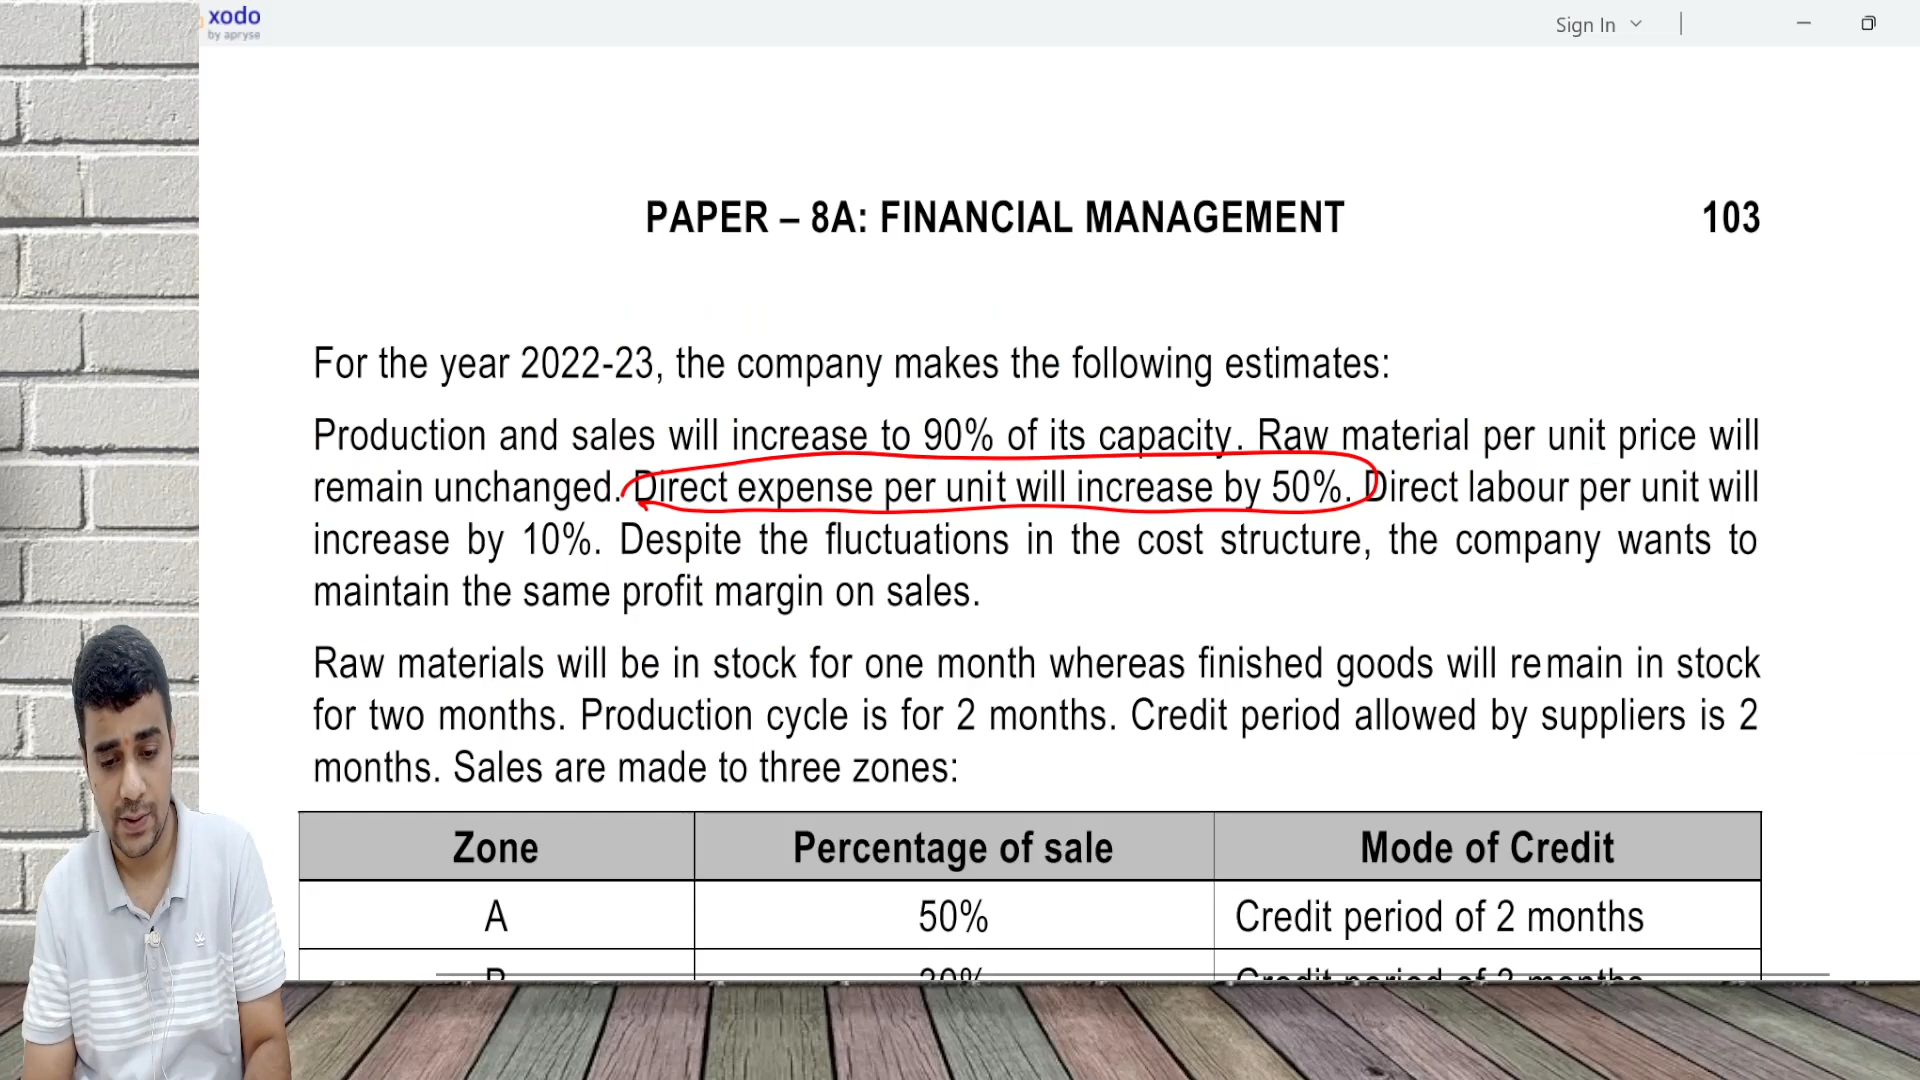 xodo
by apryse
Sign In
PAPER – 8A: FINANCIAL MANAGEMENT 103
For the year 2022-23, the company makes the following estimates:
Production and sales will increase to 90% of its capacity. Raw material per unit price will
remain unchanged. Direct expense per unit will increase by 50%. Direct labour per unit will
increase by 10%. Despite the fluctuations in the cost structure, the company wants to
maintain the same profit margin on sales.
Raw materials will be in stock for one month whereas finished goods will remain in stock
for two months. Production cycle is for 2 months. Credit period allowed by suppliers is 2
months. Sales are made to three zones:
Zone Percentage of sale Mode of Credit
A 50% Credit period of 2 months